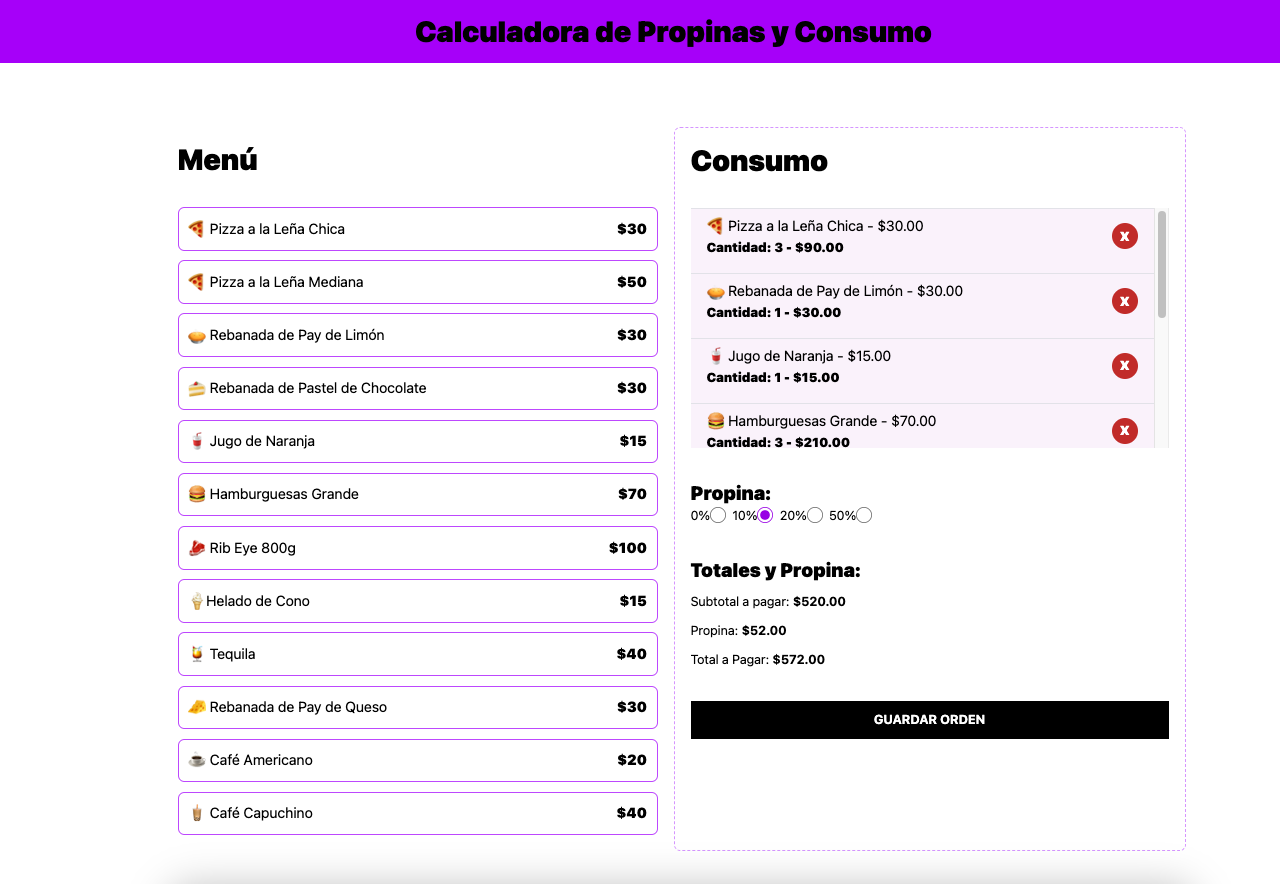 Calculadora de Propinas y Consumo
Menú
Pizza a la Leña Chica $30
Pizza a la Leña Mediana $50
Rebanada de Pay de Limón $30
Rebanada de Pastel de Chocolate $30
Jugo de Naranja $15
Hamburguesas Grande $70
Rib Eye 800g $100
Helado de Cono $15
Tequila $40
Rebanada de Pay de Queso $30
Café Americano $20
Café Capuchino $40
Consumo
Pizza a la Leña Chica - $30.00
Cantidad: 3 - $90.00
X
Rebanada de Pay de Limón - $30.00
Cantidad: 1 - $30.00
X
Jugo de Naranja - $15.00
Cantidad: 1 - $15.00
X
Hamburguesas Grande - $70.00
Cantidad: 3 - $210.00
X
Propina:
0% 10% 20% 50%
Totales y Propina:
Subtotal a pagar: $520.00
Propina: $52.00
Total a Pagar: $572.00
GUARDAR ORDEN